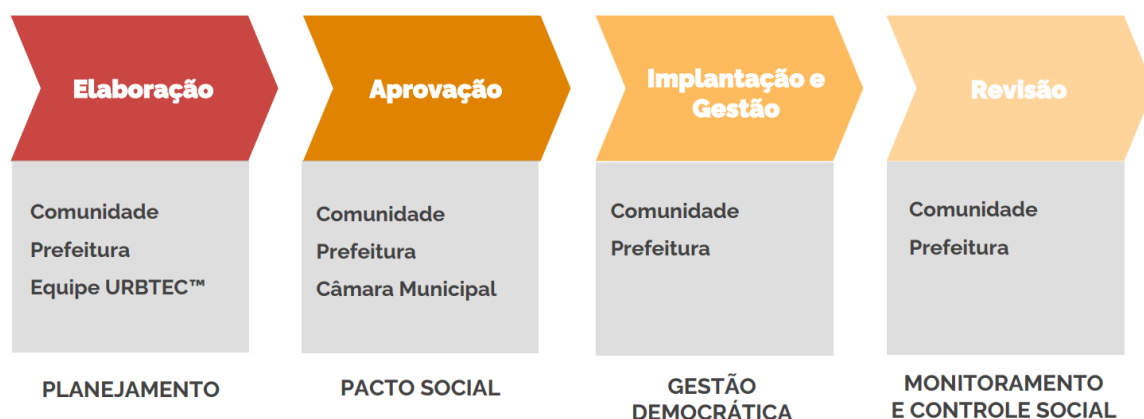 Elaboração
Comunidade
Prefeitura
Equipe URBTEC™
PLANEJAMENTO
Aprovação
Comunidade
Prefeitura
Câmara Municipal
PACTO SOCIAL
Implantação e
Gestão
Comunidade
Prefeitura
GESTÃO
DEMOCRÁTICA
Revisão
Comunidade
Prefeitura
MONITORAMENTO
E CONTROLE SOCIAL